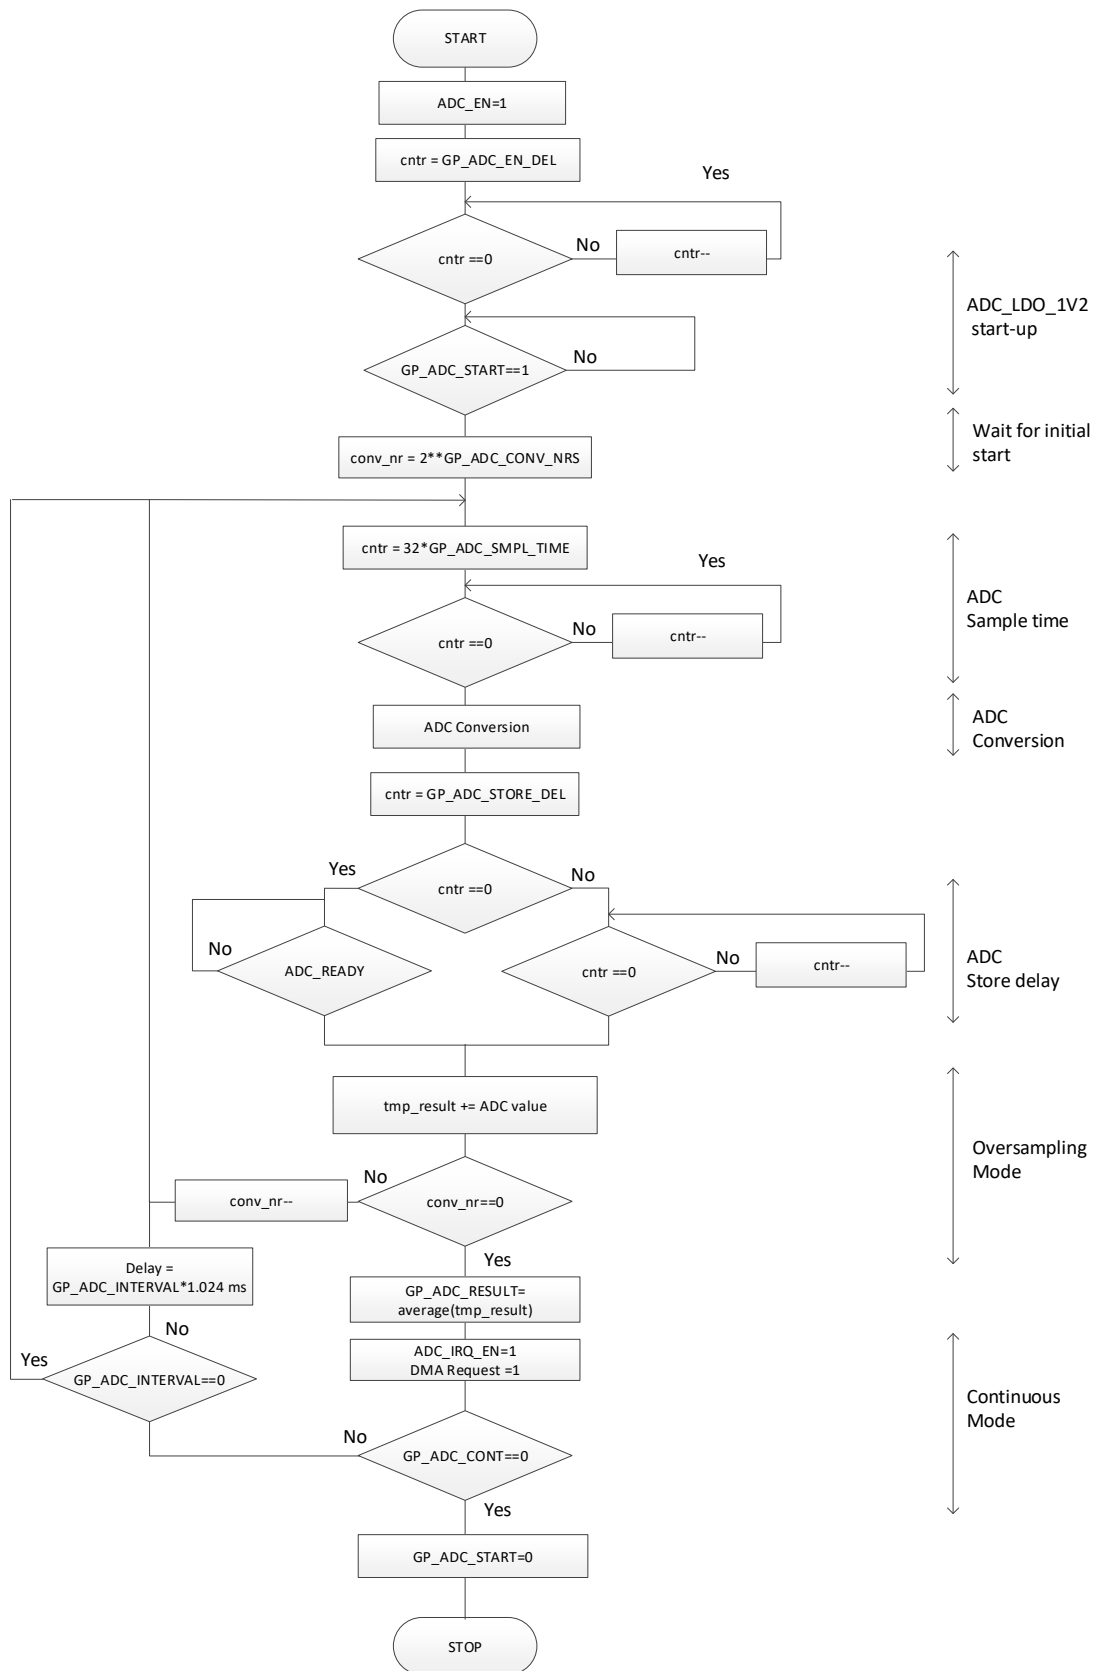 START
ADC_EN=1
cntr = GP_ADC_EN_DEL
Yes
cntr ==0
No
cntr--
ADC_LDO_1V2
start-up
GP_ADC_START==1
No
Wait for initial
start
conv_nr = 2**GP_ADC_CONV_NRS
cntr = 32*GP_ADC_SMPL_TIME
Yes
cntr ==0
No
cntr--
ADC
Sample time
ADC Conversion
ADC
Conversion
cntr = GP_ADC_STORE_DEL
Yes
cntr ==0
No
No
ADC_READY
cntr ==0
No
cntr--
ADC
Store delay
tmp_result += ADC value
Oversampling
Mode
conv_nr--
No
conv_nr==0
Yes
Delay =
GP_ADC_INTERVAL*1.024 ms
GP_ADC_RESULT=
average(tmp_result)
No
Yes
GP_ADC_INTERVAL==0
ADC_IRQ_EN=1
DMA Request =1
Continuous
Mode
No
GP_ADC_CONT==0
Yes
GP_ADC_START=0
STOP